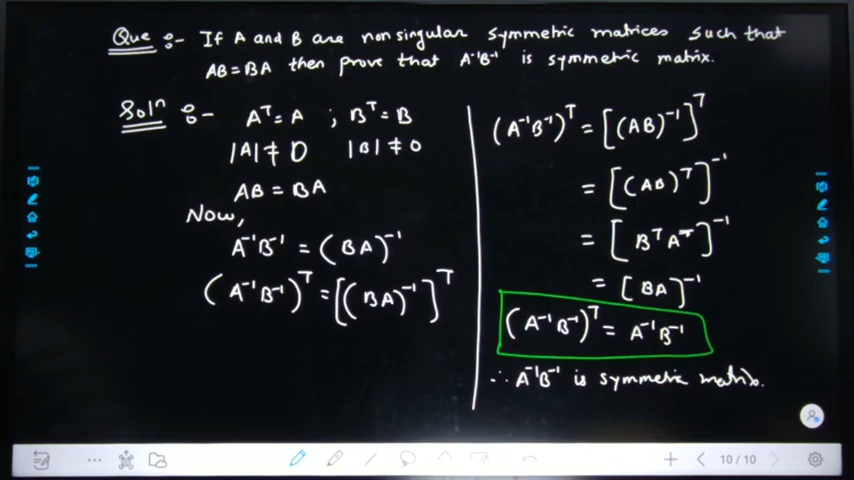 Que :- If A and B are nonsingular symmetric matrices such that
AB=BA then prove that A⁻¹B⁻¹ is symmetric matrix.
Solⁿ :- Aᵀ=A ; Bᵀ=B
|A|≠0 |B|≠0
AB=BA
Now,
A⁻¹B⁻¹=(BA)⁻¹
(A⁻¹B⁻¹)ᵀ=[(BA)⁻¹]ᵀ
(A⁻¹B⁻¹)ᵀ=[(AB)⁻¹]ᵀ
=[(AB)ᵀ]⁻¹
=[BᵀAᵀ]⁻¹
=[BA]⁻¹
(A⁻¹B⁻¹)ᵀ=A⁻¹B⁻¹
∴ A⁻¹B⁻¹ is symmetric matrix.
10/10